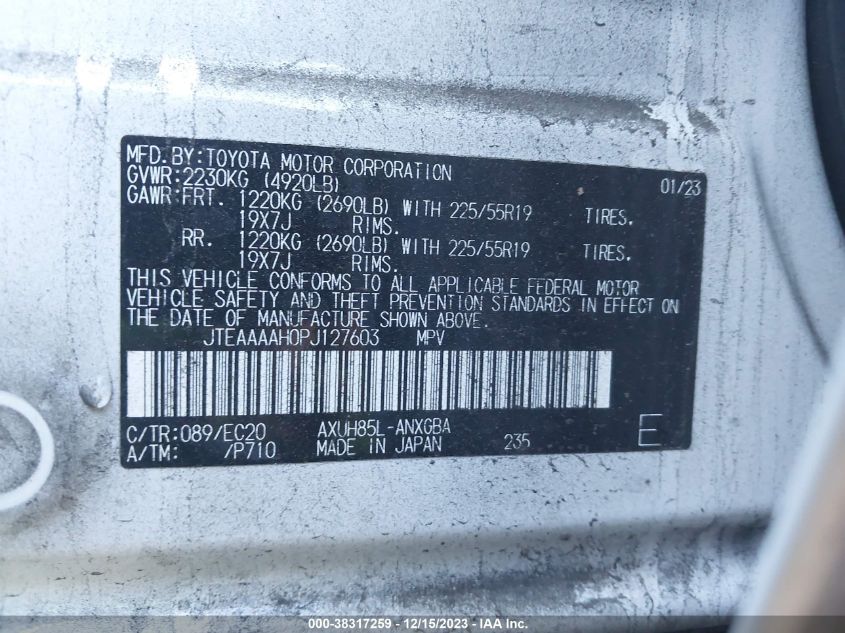 MFD.BY:TOYOTA MOTOR CORPORATION 01/23
GVWR:2230KG (4920LB)
GAWR:FRT. 1220KG (2690LB) WITH 225/55R19 TIRES.
19X7J RIMS.
RR. 1220KG (2690LB) WITH 225/55R19 TIRES.
19X7J RIMS.
THIS VEHICLE CONFORMS TO ALL APPLICABLE FEDERAL MOTOR
VEHICLE SAFETY AND THEFT PREVENTION STANDARDS IN EFFECT ON
THE DATE OF MANUFACTURE SHOWN ABOVE.
JTEAAAAH0PJ127603 MPV
C/TR:089/EC20 AXUH85L-ANXGBA
A/TM: /P710 MADE IN JAPAN 235 E
000-38317259 - 12/15/2023 -